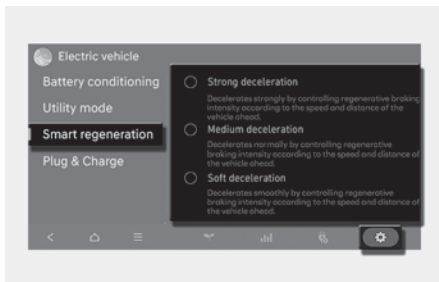 Electric vehicle
Battery conditioning
Utility mode
Smart regeneration
Plug & Charge
Strong deceleration
Decelerates strongly by controlling regenerative braking
intensity according to the speed and distance of the
vehicle ahead.
Medium deceleration
Decelerates normally by controlling regenerative
braking intensity according to the speed and distance of
the vehicle ahead.
Soft deceleration
Decelerates smoothly by controlling regenerative
braking intensity according to the speed and distance of
the vehicle ahead.